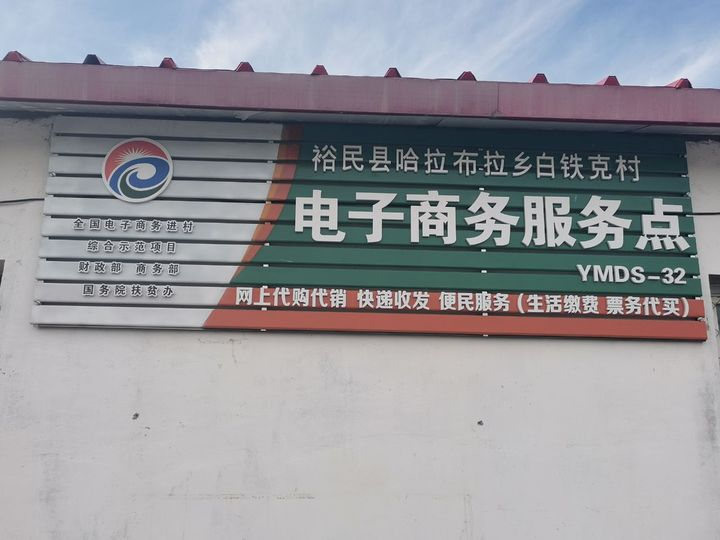 裕民县哈拉布拉乡白铁克村
电子商务服务点
YMDS-32
全国电子商务进村
综合示范项目
财政部 商务部
国务院扶贫办
网上代购代销 快递收发 便民服务(生活缴费 票务代买)